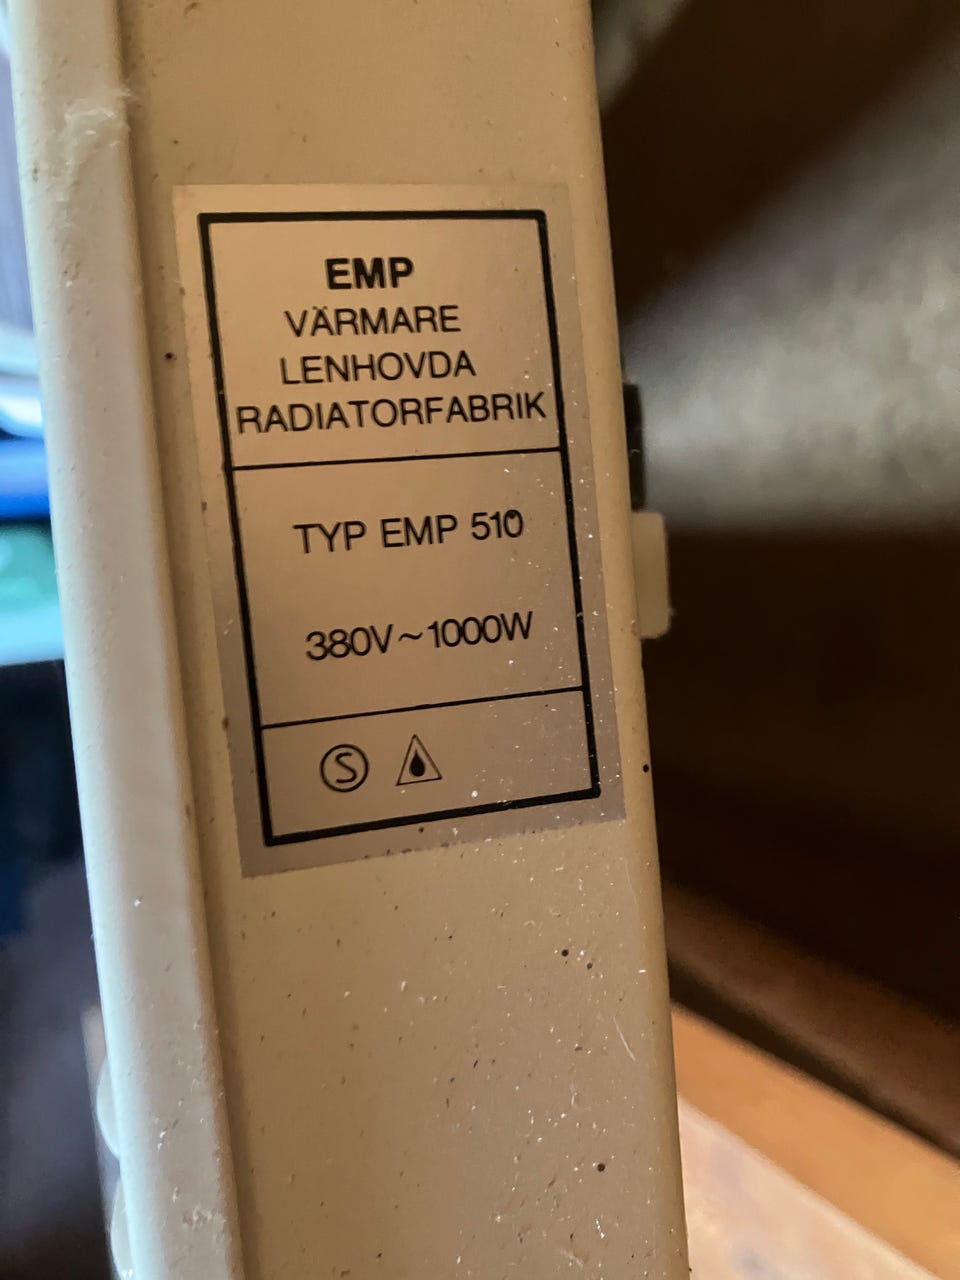 EMP
VÄRMARE
LENHOVDA
RADIATORFABRIK
TYP EMP 510
380V~1000W
S